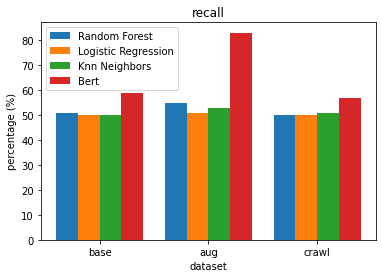 recall
Random Forest
Logistic Regression
Knn Neighbors
Bert
percentage (%)
80
70
60
50
40
30
20
10
0
base
aug
crawl
dataset